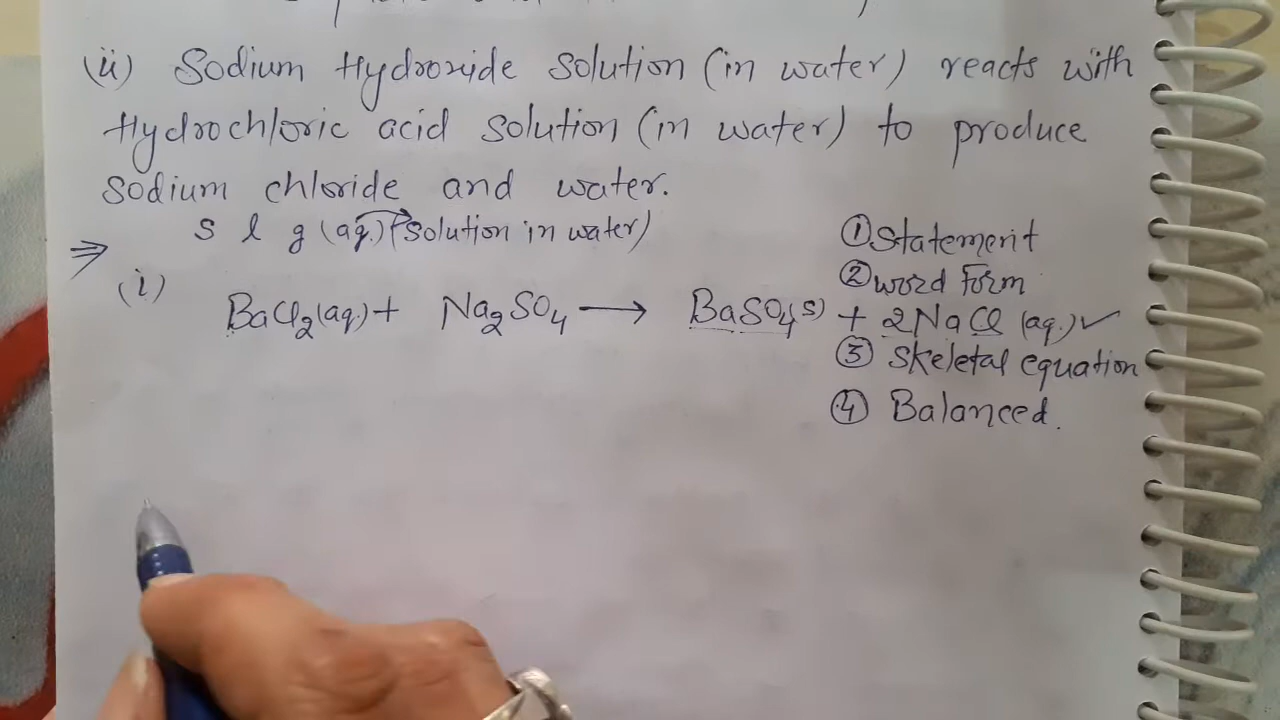 (ii) Sodium Hydroxide solution (in water) reacts with
Hydrochloric acid solution (in water) to produce
sodium chloride and water.
s l g (aq.) (solution in water)
⇒
(i)
BaCl₂(aq.) + Na₂SO₄ → BaSO₄(s) + 2NaCl (aq.) ✓
① Statement
② word Form
③ Skeletal equation
④ Balanced.